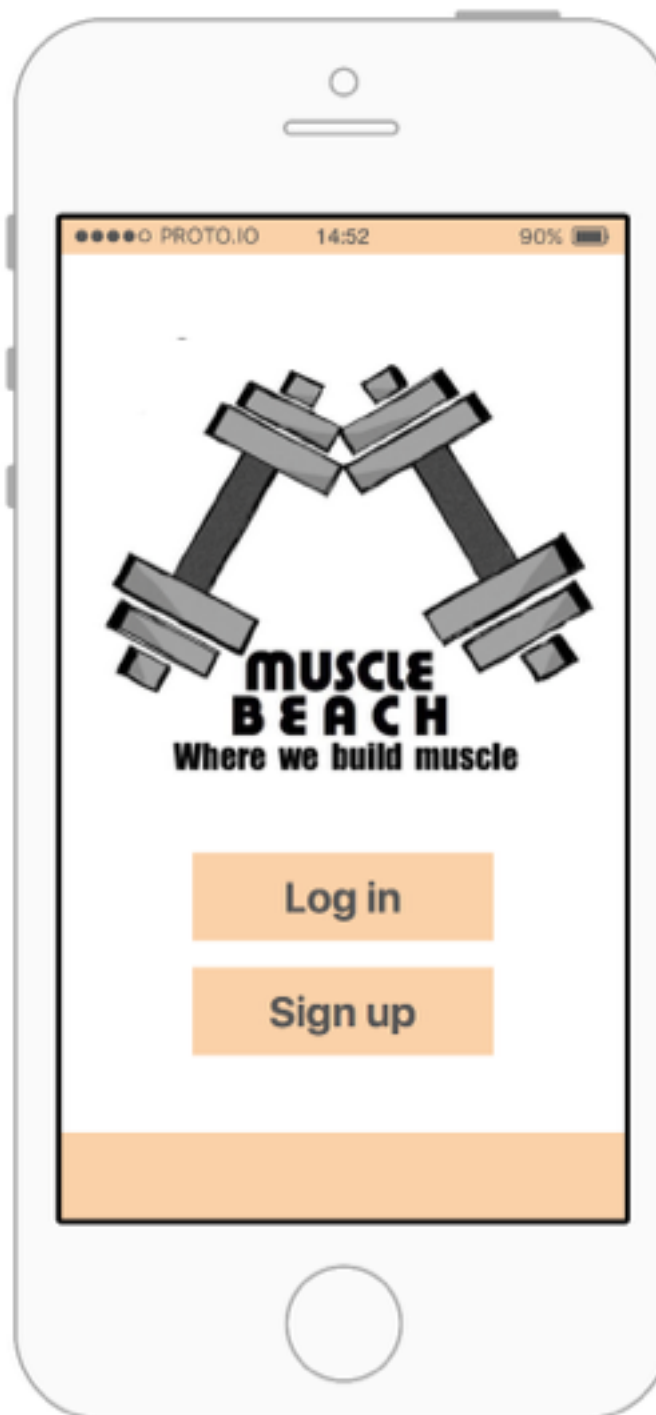 PROTO.IO 14:52 90%
MUSCLE
BEACH
Where we build muscle
Log in
Sign up